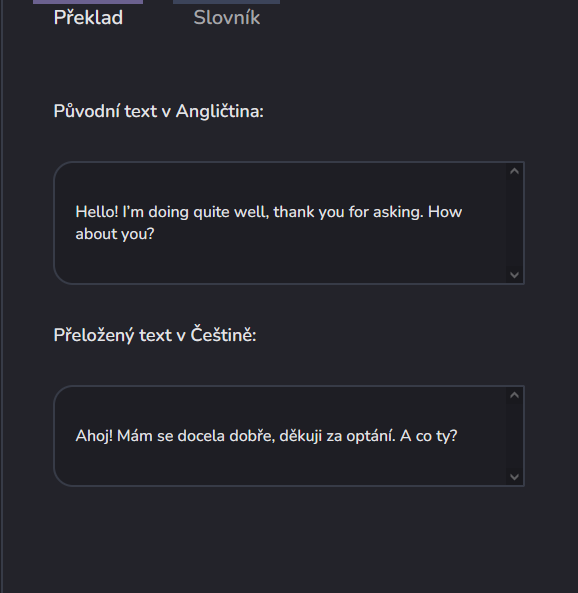 Překlad Slovník
Původní text v Angličtina:
Hello! I'm doing quite well, thank you for asking. How
about you?
Přeložený text v Češtině:
Ahoj! Mám se docela dobře, děkuji za optání. A co ty?